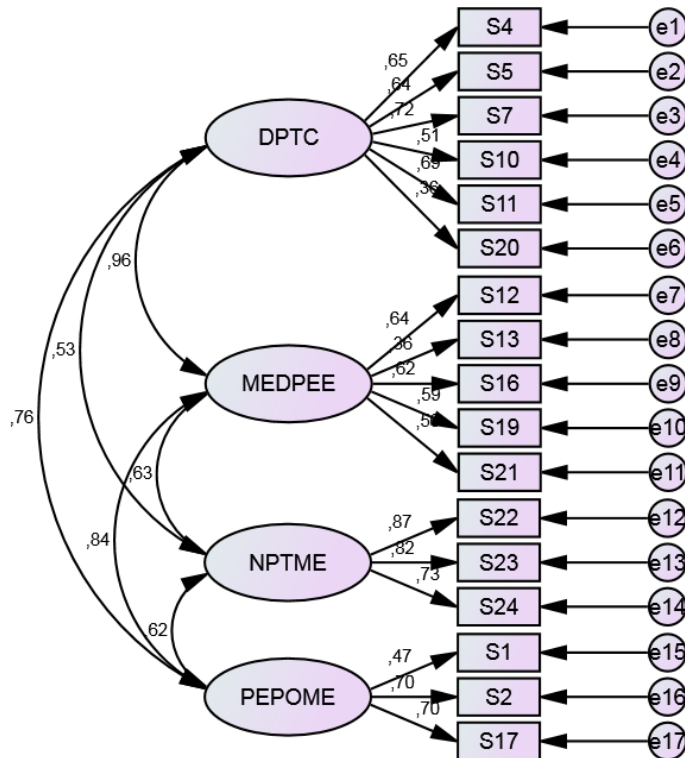 S4
e1
,65
S5
e2
,64
,72
S7
e3
DPTC
,51
S10
e4
,69
S11
e5
,36
S20
e6
,96
S12
e7
,64
,36
S13
e8
,53
MEDPEE
,62
S16
e9
,59
S19
e10
,76
S21
e11
,63
,87
S22
e12
,84
,82
NPTME
S23
e13
,73
S24
e14
62
,47
S1
e15
PEPOME
,70
S2
e16
,70
S17
e17